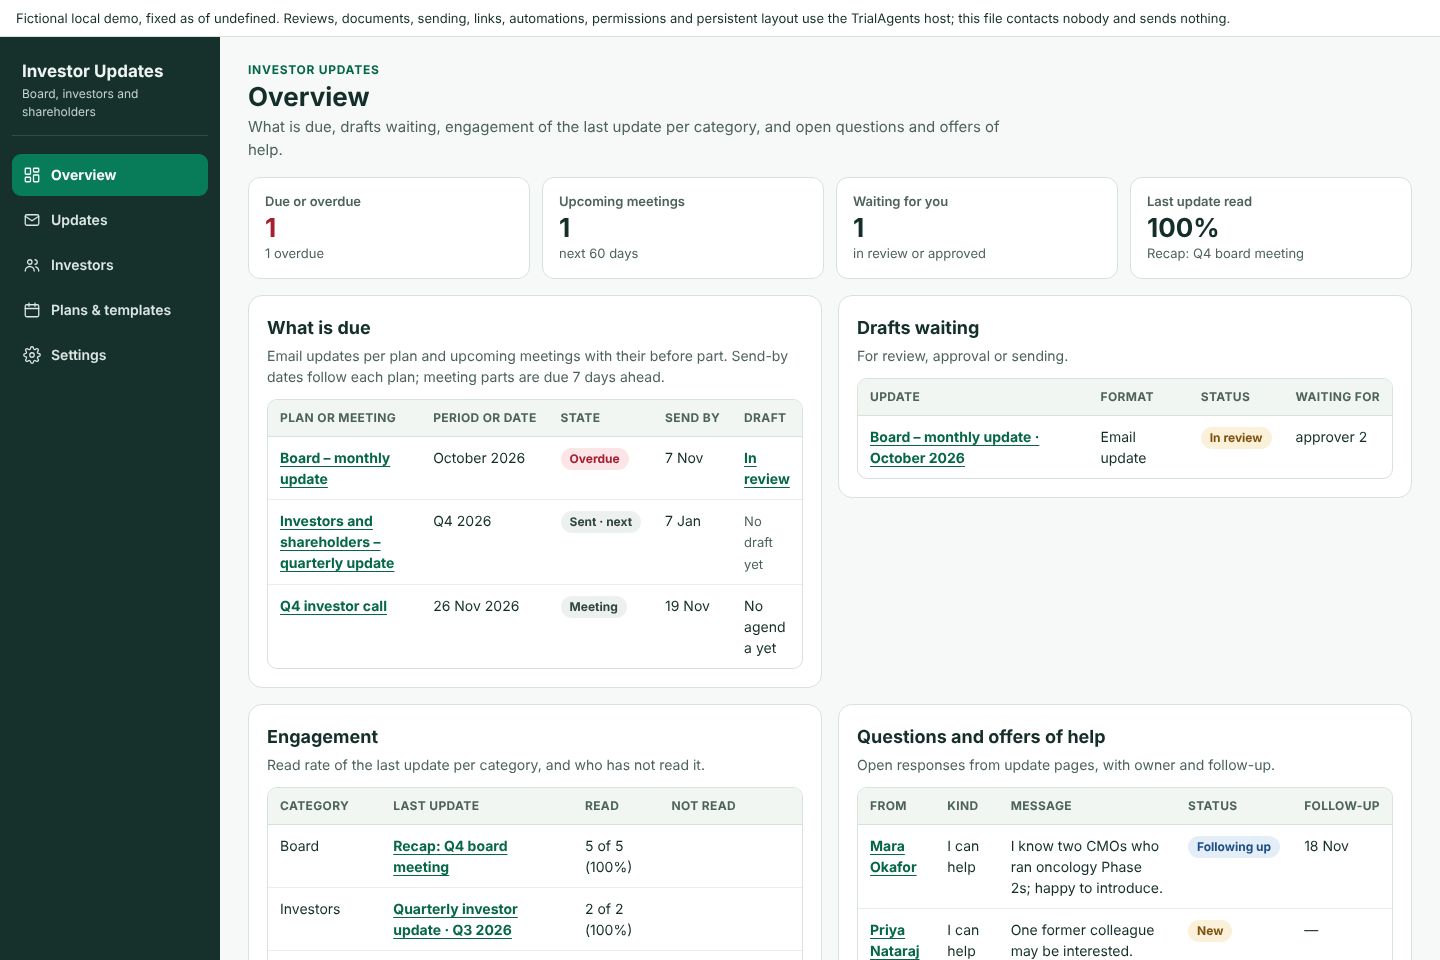 Fictional local demo, fixed as of undefined. Reviews, documents, sending, links, automations, permissions and persistent layout use the TrialAgents host; this file contacts nobody and sends nothing.
Investor Updates
Board, investors and
shareholders
Overview
Updates
Investors
Plans & templates
Settings
INVESTOR UPDATES
Overview
What is due, drafts waiting, engagement of the last update per category, and open questions and offers of
help.
Due or overdue
1
1 overdue
Upcoming meetings
1
next 60 days
Waiting for you
1
in review or approved
Last update read
100%
Recap: Q4 board meeting
What is due
Email updates per plan and upcoming meetings with their before part. Send-by
dates follow each plan; meeting parts are due 7 days ahead.
PLAN OR MEETING PERIOD OR DATE STATE SEND BY DRAFT
Board – monthly October 2026 Overdue 7 Nov In
update review
Investors and Q4 2026 Sent · next 7 Jan No
shareholders – draft
quarterly update yet
Q4 investor call 26 Nov 2026 Meeting 19 Nov No
agend
a yet
Drafts waiting
For review, approval or sending.
UPDATE FORMAT STATUS WAITING FOR
Board – monthly update · Email In review approver 2
October 2026 update
Engagement
Read rate of the last update per category, and who has not read it.
CATEGORY LAST UPDATE READ NOT READ
Board Recap: Q4 board 5 of 5
meeting (100%)
Investors Quarterly investor 2 of 2
update · Q3 2026 (100%)
Questions and offers of help
Open responses from update pages, with owner and follow-up.
FROM KIND MESSAGE STATUS FOLLOW-UP
Mara I can I know two CMOs who Following up 18 Nov
Okafor help ran oncology Phase
2s; happy to introduce.
Priya I can One former colleague New —
Nataraj help may be interested.